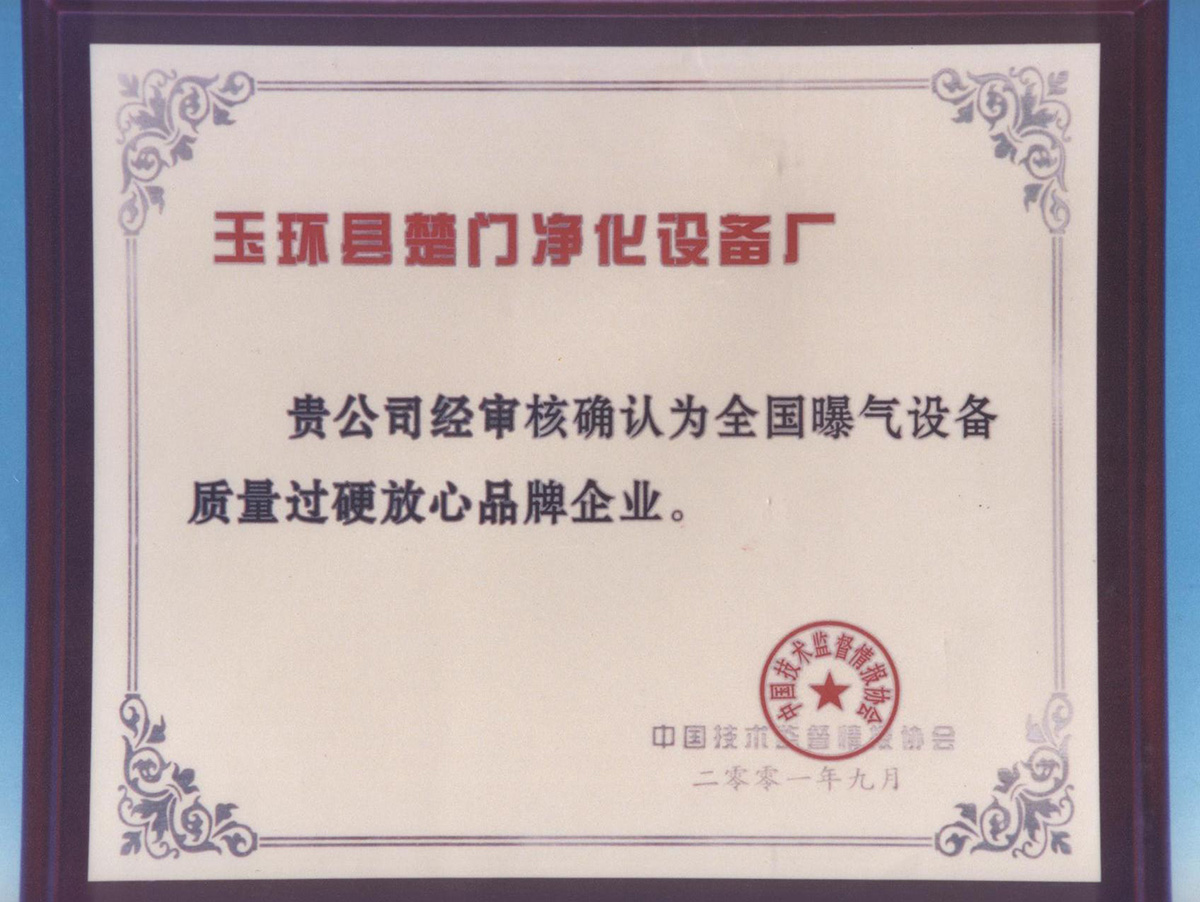 玉环县楚门净化设备厂
贵公司经审核确认为全国曝气设备
质量过硬放心品牌企业。
中国技术监督情报协会
中国技术监督情报协会
二零零一年九月